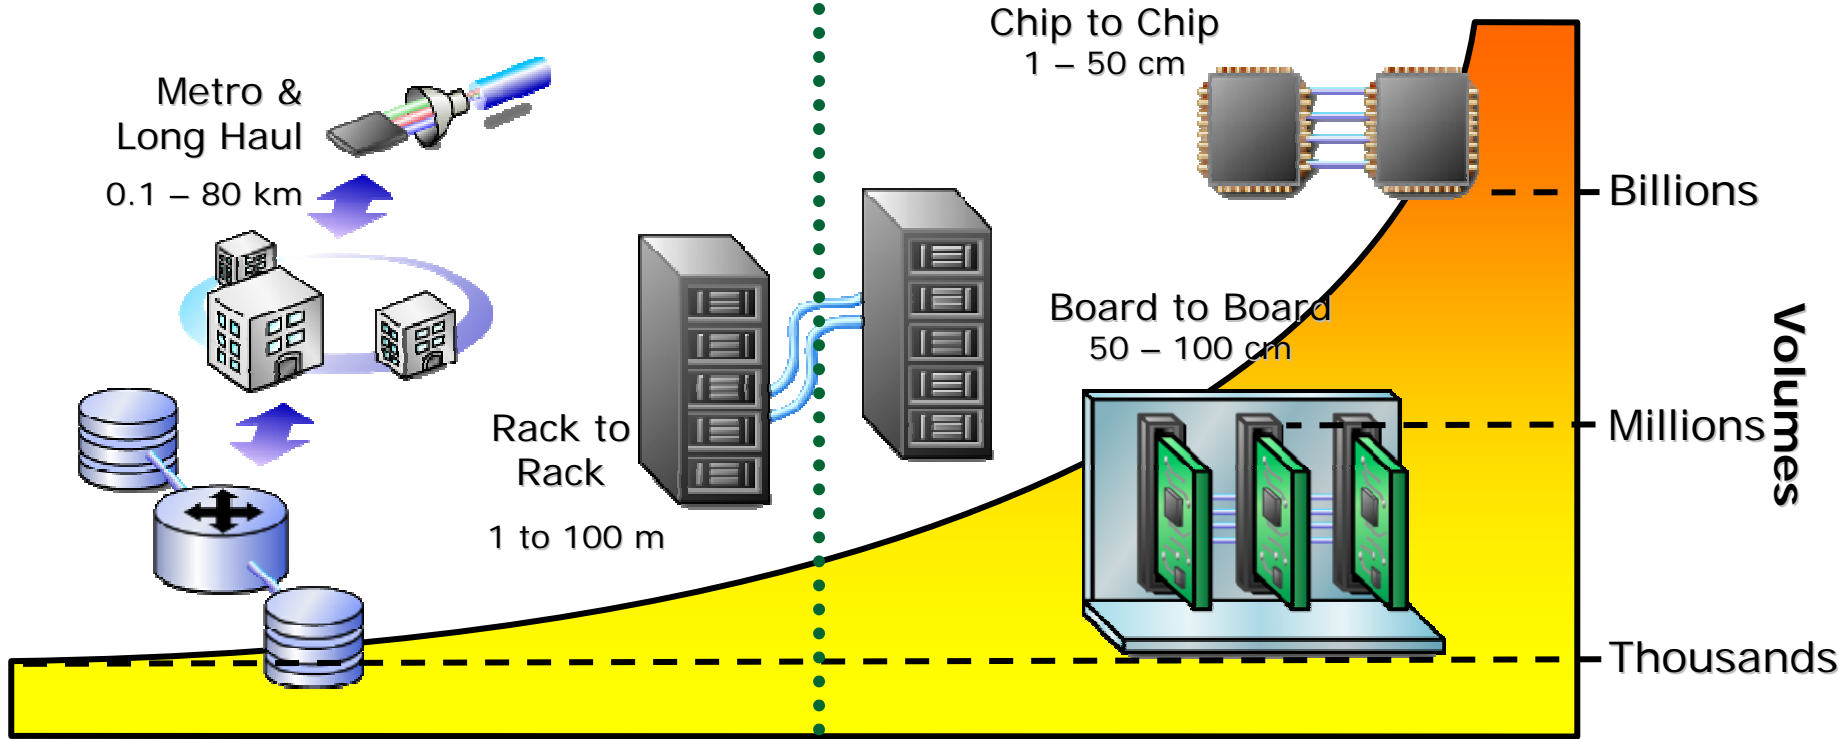 Metro &
Long Haul
0.1 – 80 km
Rack to
Rack
1 to 100 m
Chip to Chip
1 – 50 cm
Board to Board
50 – 100 cm
Billions
Millions
Thousands
Volumes